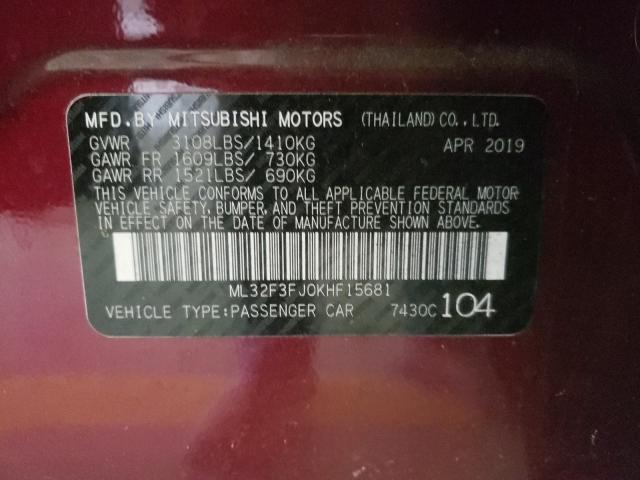 MFD. BY MITSUBISHI MOTORS (THAILAND) CO., LTD.
GVWR 3108LBS/1410KG APR 2019
GAWR FR 1609LBS/ 730KG
GAWR RR 1521LBS/ 690KG
THIS VEHICLE CONFORMS TO ALL APPLICABLE FEDERAL MOTOR
VEHICLE SAFETY, BUMPER, AND THEFT PREVENTION STANDARDS
IN EFFECT ON THE DATE OF MANUFACTURE SHOWN ABOVE.
ML32F3FJ0KHF15681
VEHICLE TYPE:PASSENGER CAR 7430C 104